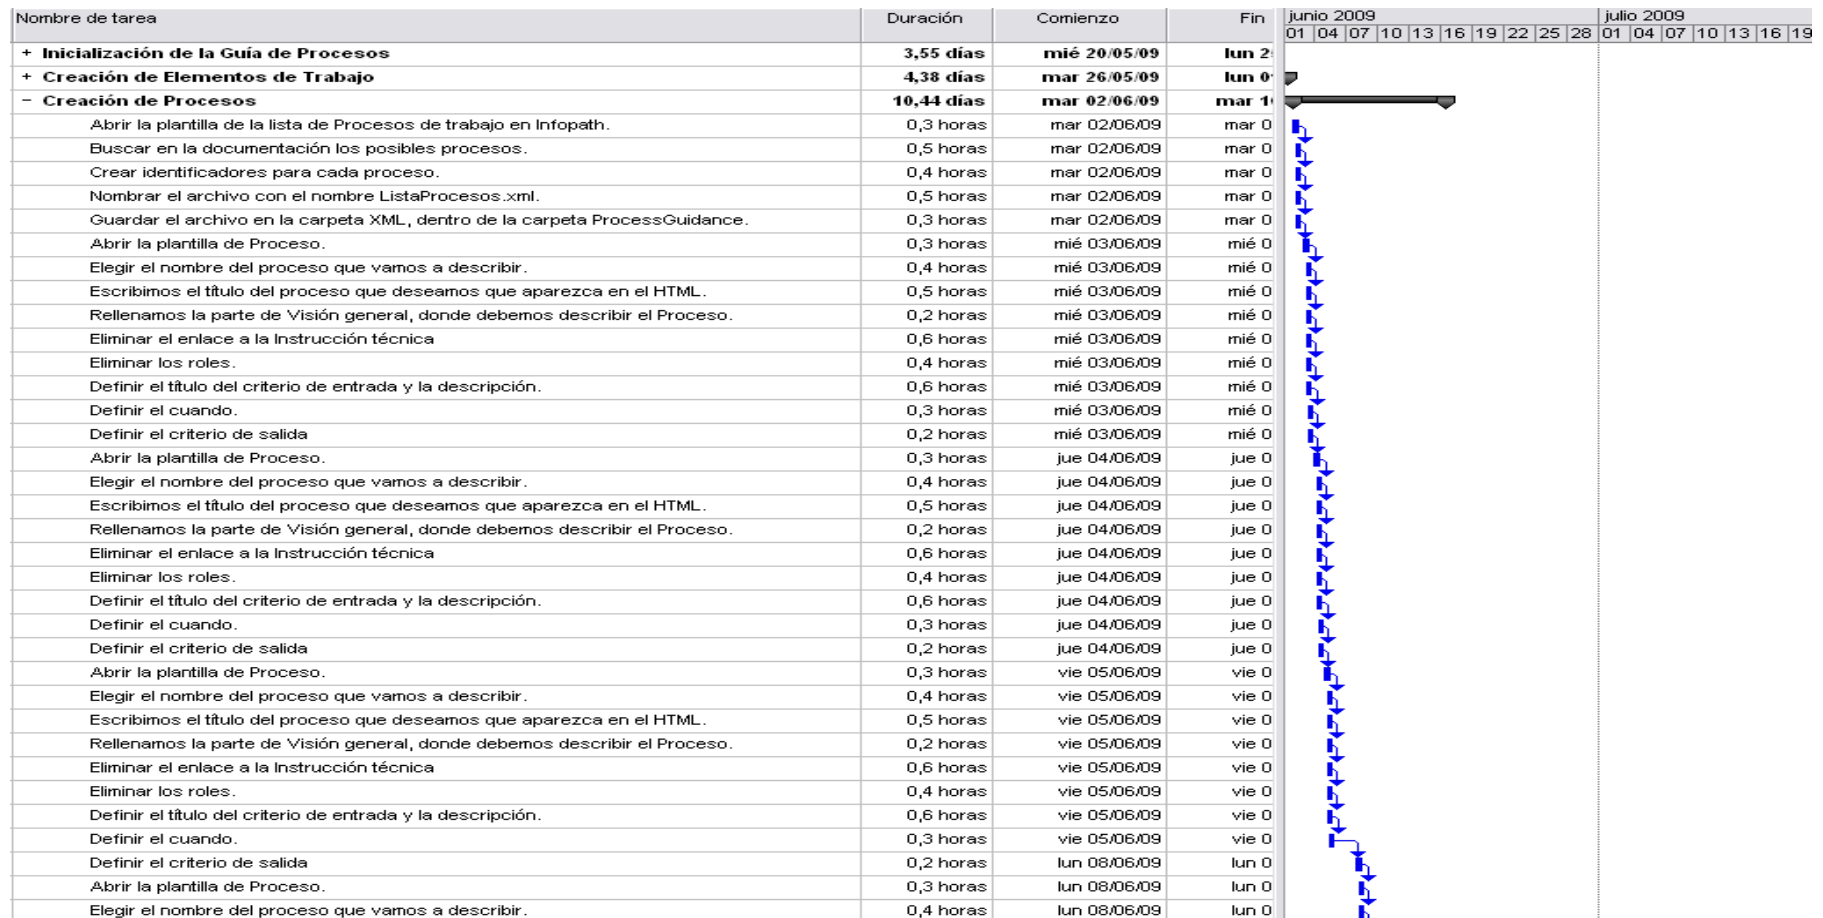 Nombre de tarea Duración Comienzo Fin junio 2009 julio 2009
01 04 07 10 13 16 19 22 25 28 01 04 07 10 13 16 19
+ Inicialización de la Guía de Procesos 3,55 días mié 20/05/09 lun 2
+ Creación de Elementos de Trabajo 4,38 días mar 26/05/09 lun 0
- Creación de Procesos 10,44 días mar 02/06/09 mar 1
Abrir la plantilla de la lista de Procesos de trabajo en Infopath. 0,3 horas mar 02/06/09 mar 0
Buscar en la documentación los posibles procesos. 0,5 horas mar 02/06/09 mar 0
Crear identificadores para cada proceso. 0,4 horas mar 02/06/09 mar 0
Nombrar el archivo con el nombre ListaProcesos.xml. 0,5 horas mar 02/06/09 mar 0
Guardar el archivo en la carpeta XML, dentro de la carpeta ProcessGuidance. 0,3 horas mar 02/06/09 mar 0
Abrir la plantilla de Proceso. 0,3 horas mié 03/06/09 mié 0
Elegir el nombre del proceso que vamos a describir. 0,4 horas mié 03/06/09 mié 0
Escribimos el título del proceso que deseamos que aparezca en el HTML. 0,5 horas mié 03/06/09 mié 0
Rellenamos la parte de Visión general, donde debemos describir el Proceso. 0,2 horas mié 03/06/09 mié 0
Eliminar el enlace a la Instrucción técnica 0,6 horas mié 03/06/09 mié 0
Eliminar los roles. 0,4 horas mié 03/06/09 mié 0
Definir el título del criterio de entrada y la descripción. 0,6 horas mié 03/06/09 mié 0
Definir el cuando. 0,3 horas mié 03/06/09 mié 0
Definir el criterio de salida 0,2 horas mié 03/06/09 mié 0
Abrir la plantilla de Proceso. 0,3 horas jue 04/06/09 jue 0
Elegir el nombre del proceso que vamos a describir. 0,4 horas jue 04/06/09 jue 0
Escribimos el título del proceso que deseamos que aparezca en el HTML. 0,5 horas jue 04/06/09 jue 0
Rellenamos la parte de Visión general, donde debemos describir el Proceso. 0,2 horas jue 04/06/09 jue 0
Eliminar el enlace a la Instrucción técnica 0,6 horas jue 04/06/09 jue 0
Eliminar los roles. 0,4 horas jue 04/06/09 jue 0
Definir el título del criterio de entrada y la descripción. 0,6 horas jue 04/06/09 jue 0
Definir el cuando. 0,3 horas jue 04/06/09 jue 0
Definir el criterio de salida 0,2 horas jue 04/06/09 jue 0
Abrir la plantilla de Proceso. 0,3 horas vie 05/06/09 vie 0
Elegir el nombre del proceso que vamos a describir. 0,4 horas vie 05/06/09 vie 0
Escribimos el título del proceso que deseamos que aparezca en el HTML. 0,5 horas vie 05/06/09 vie 0
Rellenamos la parte de Visión general, donde debemos describir el Proceso. 0,2 horas vie 05/06/09 vie 0
Eliminar el enlace a la Instrucción técnica 0,6 horas vie 05/06/09 vie 0
Eliminar los roles. 0,4 horas vie 05/06/09 vie 0
Definir el título del criterio de entrada y la descripción. 0,6 horas vie 05/06/09 vie 0
Definir el cuando. 0,3 horas vie 05/06/09 vie 0
Definir el criterio de salida 0,2 horas lun 08/06/09 lun 0
Abrir la plantilla de Proceso. 0,3 horas lun 08/06/09 lun 0
Elegir el nombre del proceso que vamos a describir. 0,4 horas lun 08/06/09 lun 0